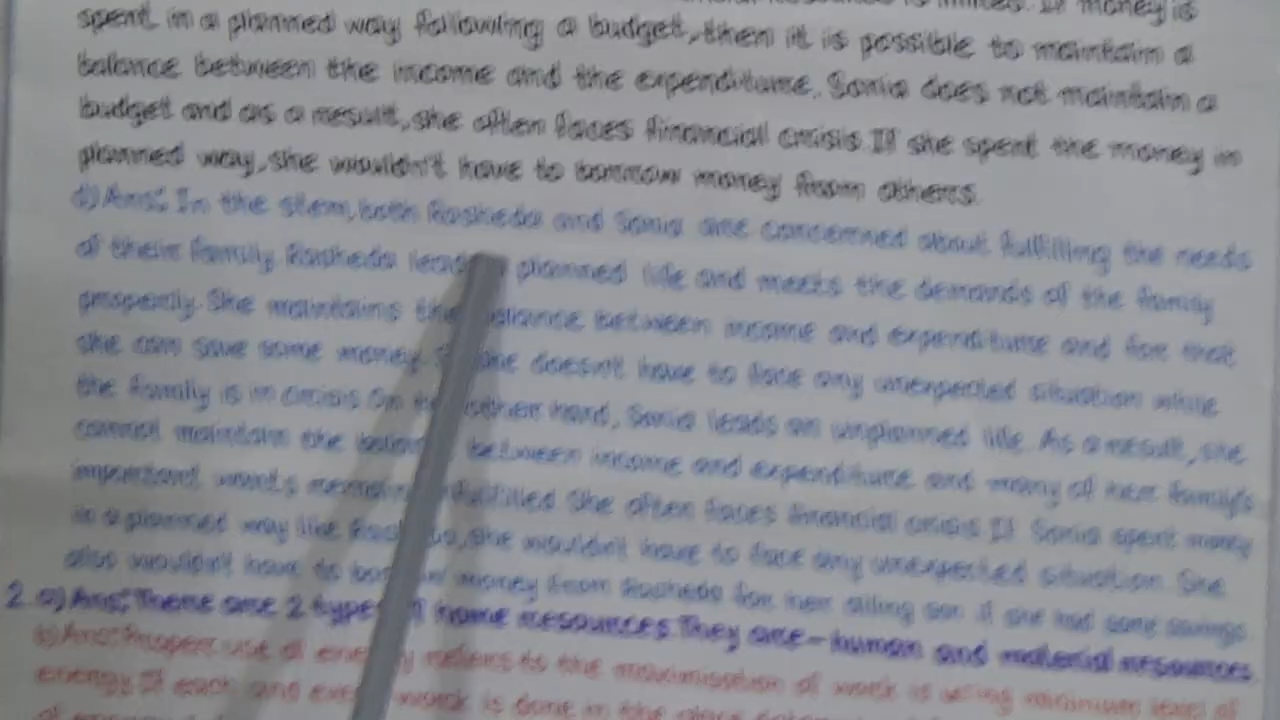 spent in a planned way following a budget, then it is possible to maintain a
balance between the income and the expenditure. Sonia does not maintain a
budget and as a result, she often faces financial crisis. If she spent the money in
planned way, she wouldn't have to borrow money from others.
d) Ans: In the stem, both Rasheda and Sonia are concerned about fulfilling the needs
of their family. Rasheda leads planned life and meets the demands of the family
properly. She maintains the balance between income and expenditure and for that
she can save some money. doesn't have to face any unexpected situation while
the family is in crisis. On the other hand, Sonia leads an unplanned life. As a result, she
cannot maintain the between income and expenditure and many of her family's
important wants remain She often faces financial crisis. If Sonia spent money
in a planned way like she wouldn't have to face any unexpected situation. She
also wouldn't have to money from Rasheda for her ailing son if she had some savings.
2. a) Ans: There are 2 types home resources. They are - human and material resources.
b) Ans: Proper use of energy refers to the maximisation of work is using minimum level of
energy. If each and every work is done in the